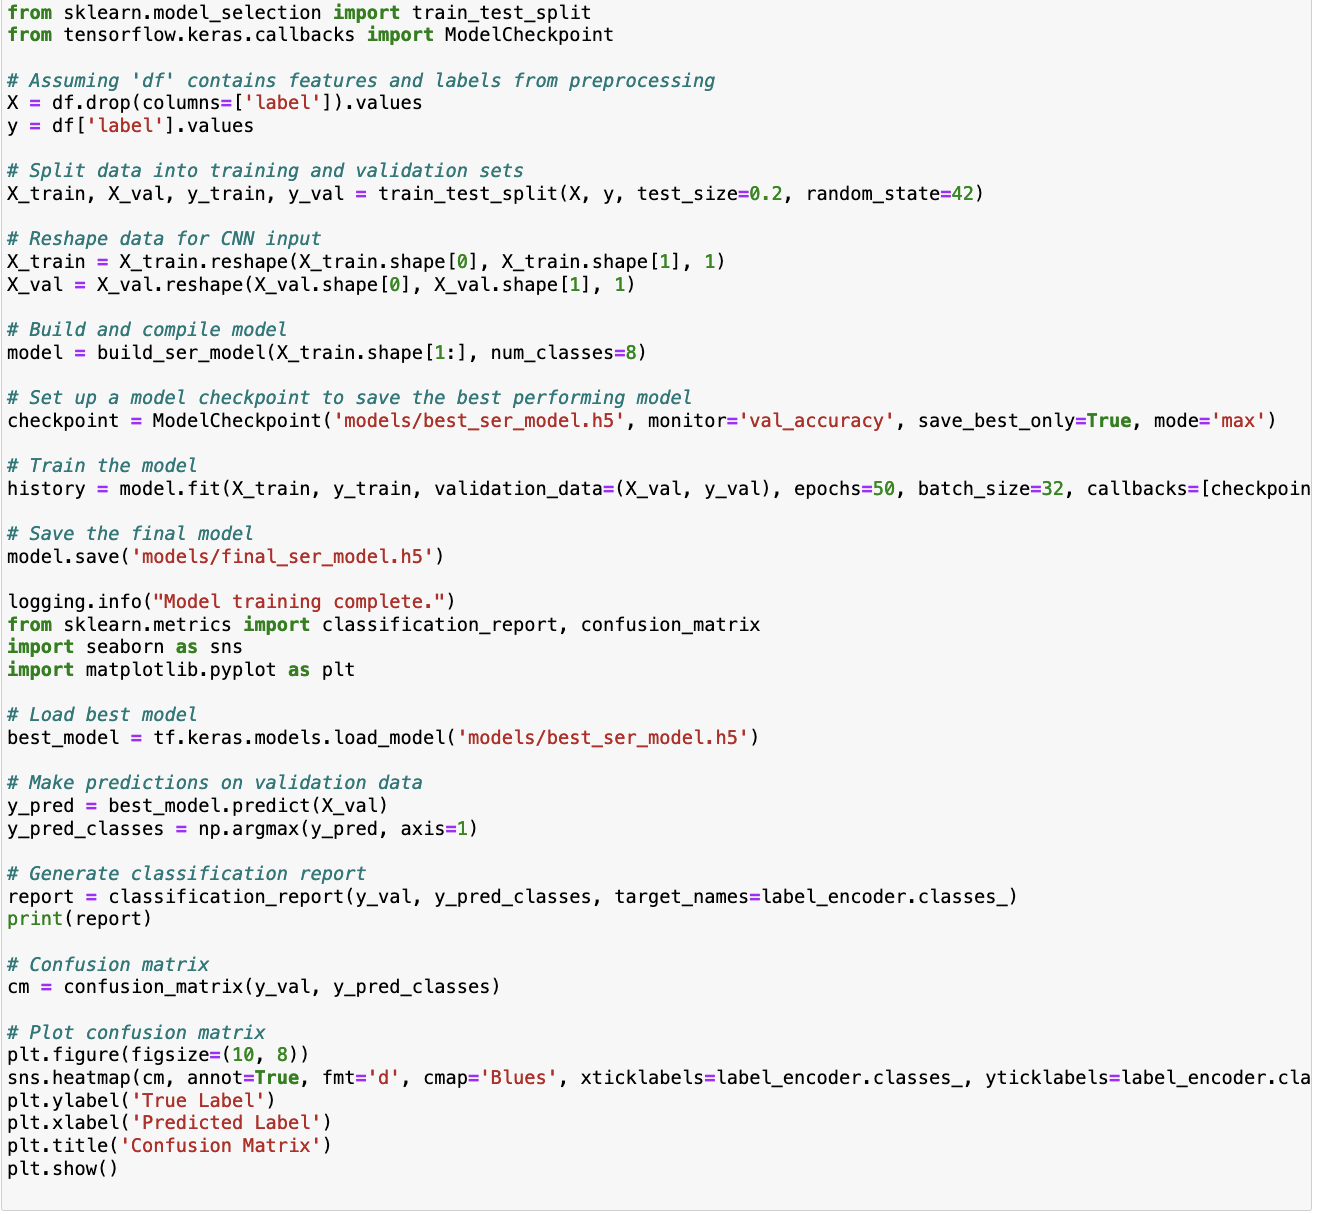 from sklearn.model_selection import train_test_split
from tensorflow.keras.callbacks import ModelCheckpoint
# Assuming 'df' contains features and labels from preprocessing
X = df.drop(columns=['label']).values
y = df['label'].values
# Split data into training and validation sets
X_train, X_val, y_train, y_val = train_test_split(X, y, test_size=0.2, random_state=42)
# Reshape data for CNN input
X_train = X_train.reshape(X_train.shape[0], X_train.shape[1], 1)
X_val = X_val.reshape(X_val.shape[0], X_val.shape[1], 1)
# Build and compile model
model = build_ser_model(X_train.shape[1:], num_classes=8)
# Set up a model checkpoint to save the best performing model
checkpoint = ModelCheckpoint('models/best_ser_model.h5', monitor='val_accuracy', save_best_only=True, mode='max')
# Train the model
history = model.fit(X_train, y_train, validation_data=(X_val, y_val), epochs=50, batch_size=32, callbacks=[checkpoin
# Save the final model
model.save('models/final_ser_model.h5')
logging.info("Model training complete.")
from sklearn.metrics import classification_report, confusion_matrix
import seaborn as sns
import matplotlib.pyplot as plt
# Load best model
best_model = tf.keras.models.load_model('models/best_ser_model.h5')
# Make predictions on validation data
y_pred = best_model.predict(X_val)
y_pred_classes = np.argmax(y_pred, axis=1)
# Generate classification report
report = classification_report(y_val, y_pred_classes, target_names=label_encoder.classes_)
print(report)
# Confusion matrix
cm = confusion_matrix(y_val, y_pred_classes)
# Plot confusion matrix
plt.figure(figsize=(10, 8))
sns.heatmap(cm, annot=True, fmt='d', cmap='Blues', xticklabels=label_encoder.classes_, yticklabels=label_encoder.cla
plt.ylabel('True Label')
plt.xlabel('Predicted Label')
plt.title('Confusion Matrix')
plt.show()